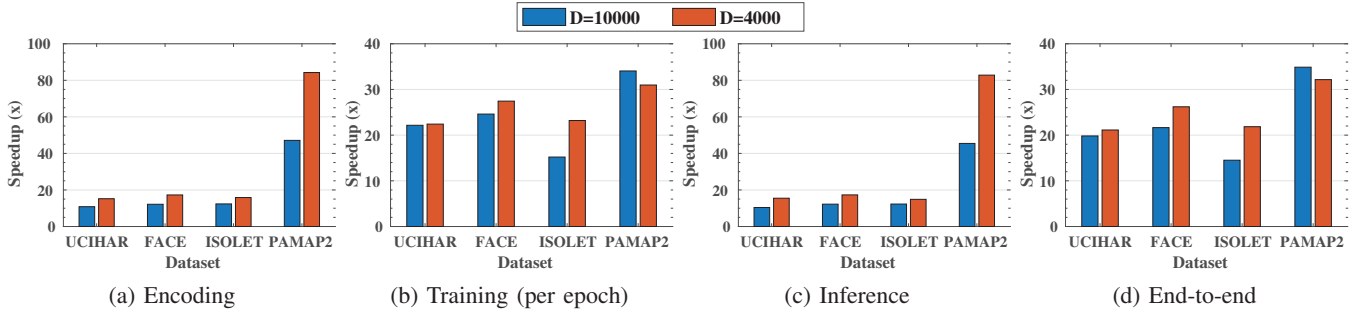 D=10000 D=4000
100
80
60
40
20
0
Speedup (x)
UCIHAR FACE ISOLET PAMAP2
Dataset
(a) Encoding
40
30
20
10
0
Speedup (x)
UCIHAR FACE ISOLET PAMAP2
Dataset
(b) Training (per epoch)
100
80
60
40
20
0
Speedup (x)
UCIHAR FACE ISOLET PAMAP2
Dataset
(c) Inference
40
30
20
10
0
Speedup (x)
UCIHAR FACE ISOLET PAMAP2
Dataset
(d) End-to-end